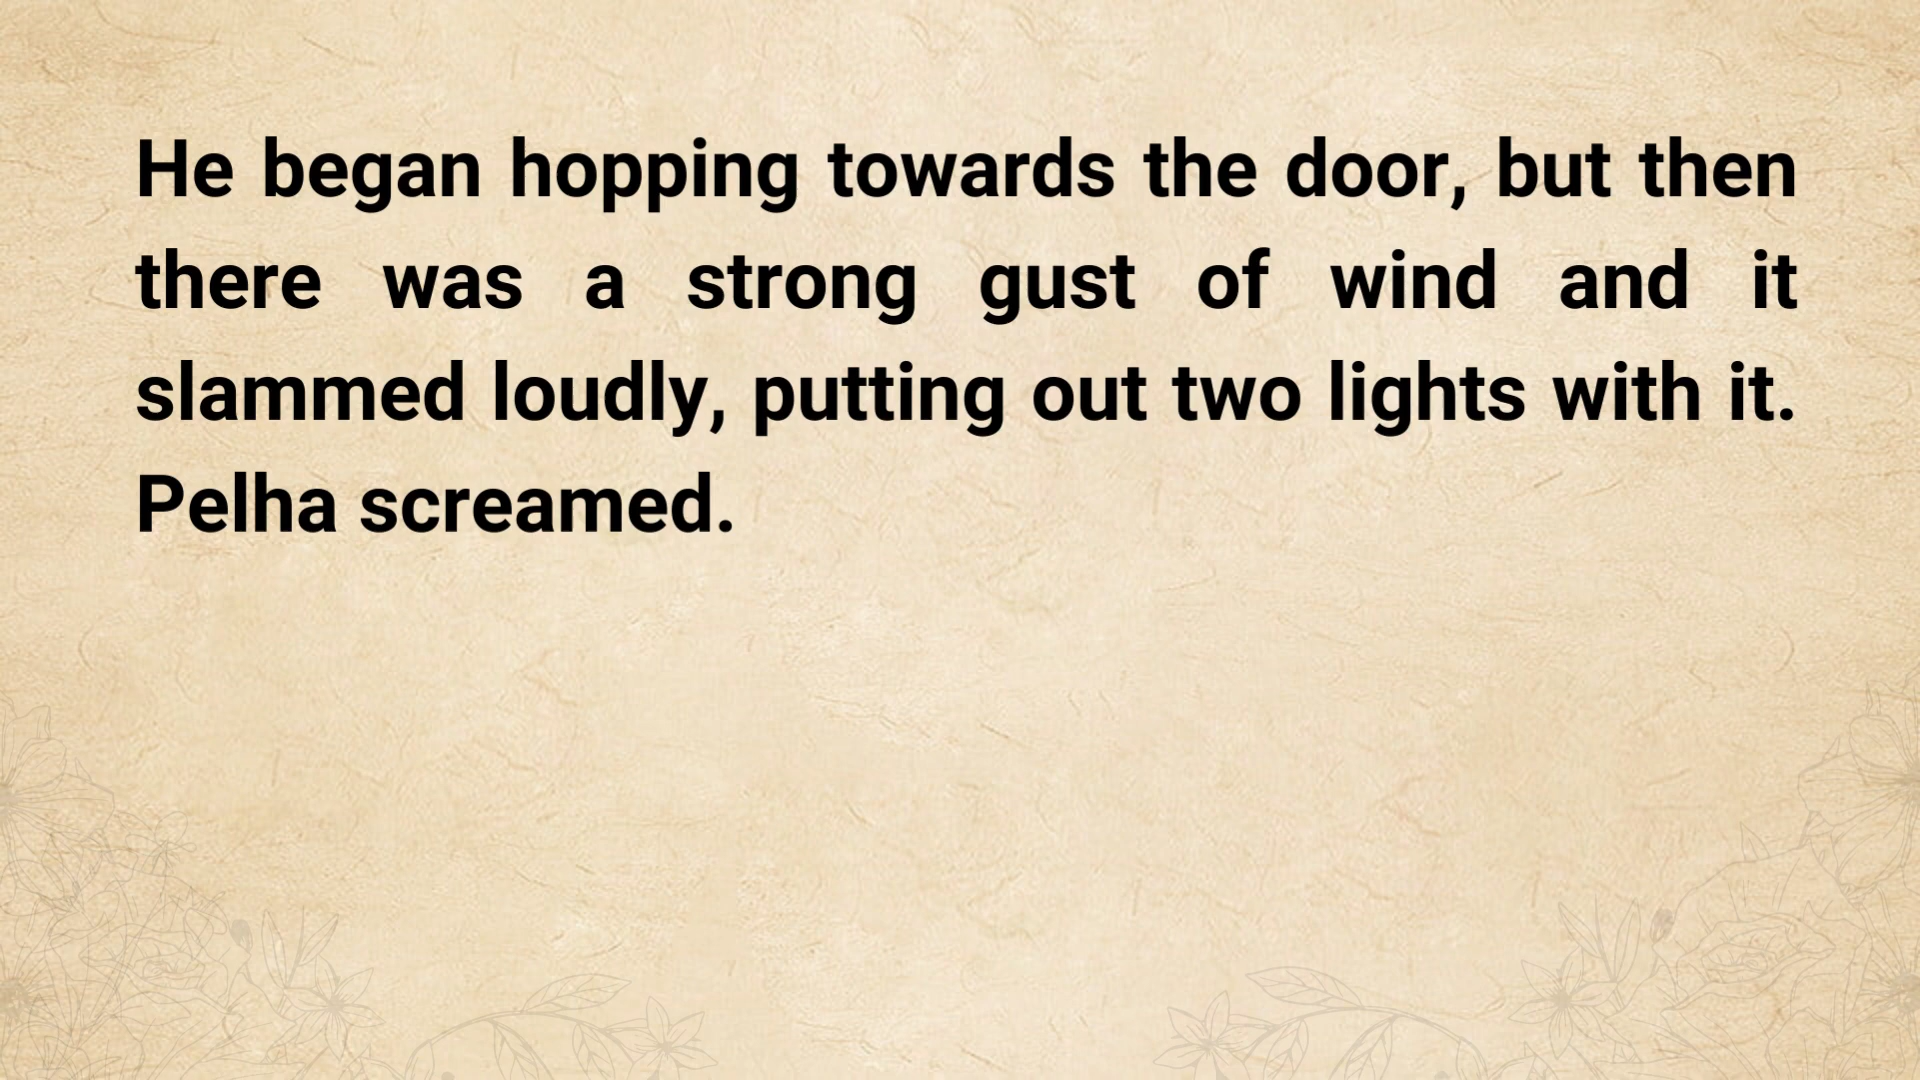 He began hopping towards the door, but then
there was a strong gust of wind and it
slammed loudly, putting out two lights with it.
Pelha screamed.